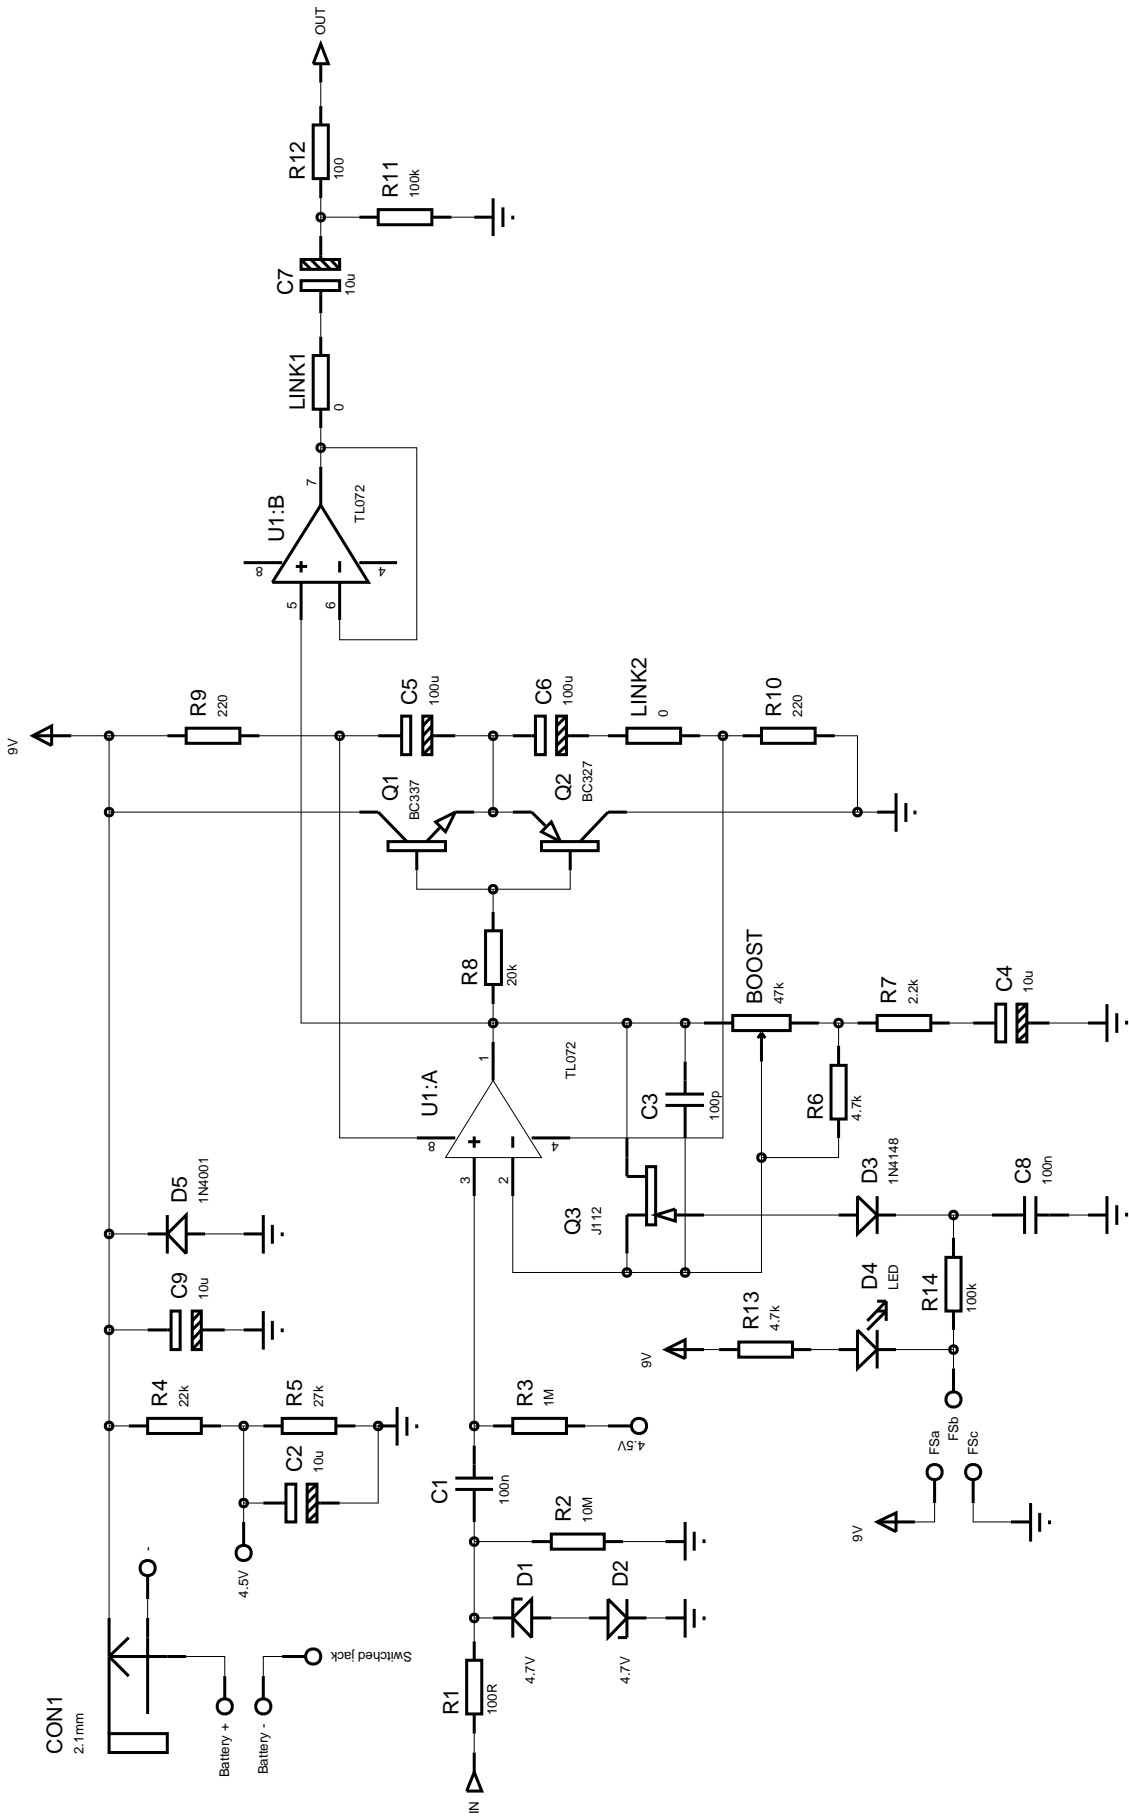 CON1
2.1mm
Battery +
Battery -
Switched jack
-
4.5V
C2
10u
R4
22k
R5
27k
C9
10u
D5
1N4001
9V
R9
220
C5
100u
C6
100u
LINK2
0
R10
220
Q1
BC337
Q2
BC327
R8
20k
U1:A
TL072
3
2
1
8
4
U1:B
TL072
5
6
7
8
4
LINK1
0
C7
10u
R12
100
OUT
R11
100k
IN
R1
100R
D1
4.7V
D2
4.7V
R2
10M
C1
100n
R3
1M
4.5V
Q3
J112
C3
100p
BOOST
47k
R6
4.7k
R7
2.2k
C4
10u
9V
R13
4.7k
D4
LED
D3
1N4148
R14
100k
C8
100n
9V
FSa
FSb
FSc